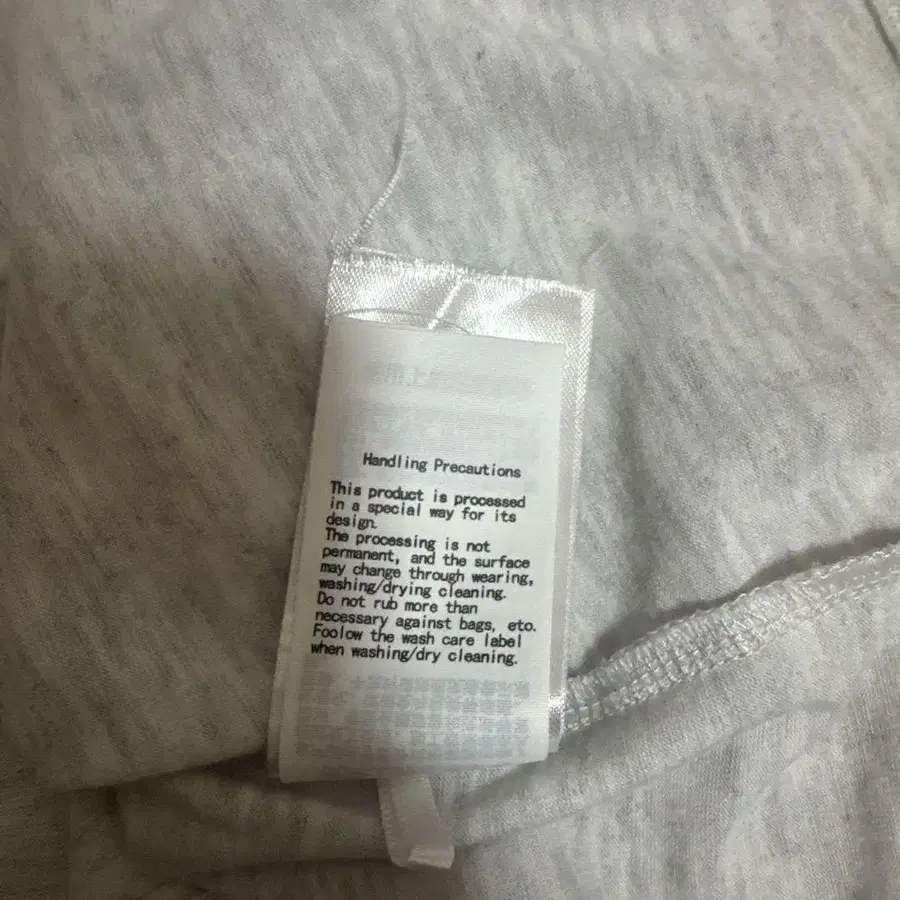 Handling Precautions
This product is processed
in a special way for its
design.
The processing is not
permanent, and the surface
may change through wearing,
washing/drying cleaning.
Do not rub more than
necessary against bags, eto.
Foolow the wash care label
when washing/dry cleaning.